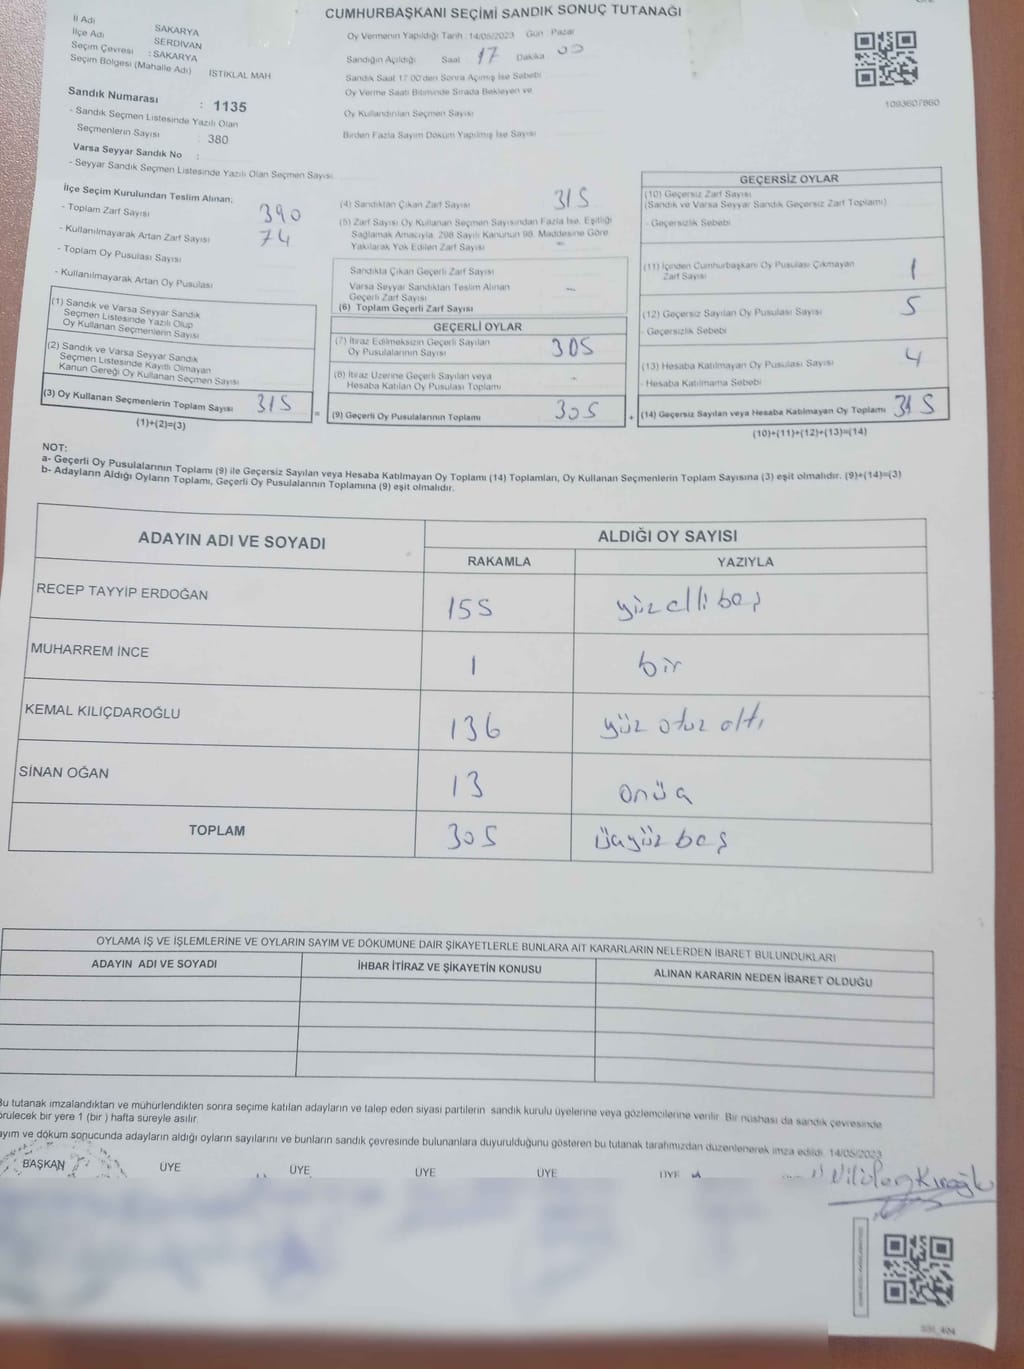 CUMHURBAŞKANI SEÇİMİ SANDIK SONUÇ TUTANAĞI
İl Adı SAKARYA
İlçe Adı SERDİVAN
Seçim Çevresi : SAKARYA
Seçim Bölgesi (Mahalle Adı) İSTİKLAL MAH
Sandık Numarası : 1135
- Sandık Seçmen Listesinde Yazılı Olan
Seçmenlerin Sayısı 380
Varsa Seyyar Sandık No :
- Seyyar Sandık Seçmen Listesinde Yazılı Olan Seçmen Sayısı
Oy Vermenin Yapıldığı Tarih : 14/05/2023 Gün : Pazar
Sandığın Açıldığı Saat 17 Dakika 00
Sandık Saat 17:00'den Sonra Açımış İse Sebebi
Oy Verme Saati Bitiminde Sırada Bekleyen ve
Oy Kullandırılan Seçmen Sayısı
Birden Fazla Sayım Döküm Yapılmış İse Sayısı
1093607860
İlçe Seçim Kurulundan Teslim Alınan;
- Toplam Zarf Sayısı 390
- Kullanılmayarak Artan Zarf Sayısı 74
- Toplam Oy Pusulası Sayısı
- Kullanılmayarak Artan Oy Pusulası
(1) Sandık ve Varsa Seyyar Sandık
Seçmen Listesinde Yazılı Olup
Oy Kullanan Seçmenlerin Sayısı
(2) Sandık ve Varsa Seyyar Sandık
Seçmen Listesinde Kayıtlı Olmayan
Kanun Gereği Oy Kullanan Seçmen Sayısı
(3) Oy Kullanan Seçmenlerin Toplam Sayısı 315
(1)+(2)=(3)
(4) Sandıktan Çıkan Zarf Sayısı 315
(5) Zarf Sayısı Oy Kullanan Seçmen Sayısından Fazla İse, Eşitliği
Sağlamak Amacıyla, 298 Sayılı Kanunun 98. Maddesine Göre
Yakılarak Yok Edilen Zarf Sayısı -
Sandıkta Çıkan Geçerli Zarf Sayısı
Varsa Seyyar Sandıktan Teslim Alınan
Geçerli Zarf Sayısı -
(6) Toplam Geçerli Zarf Sayısı
GEÇERLİ OYLAR
(7) İtiraz Edilmeksizin Geçerli Sayılan
Oy Pusulalarının Sayısı 305
(8) İtiraz Üzerine Geçerli Sayılan veya
Hesaba Katılan Oy Pusulası Toplamı -
= (9) Geçerli Oy Pusulalarının Toplamı 305
GEÇERSİZ OYLAR
(10) Geçersiz Zarf Sayısı
(Sandık ve Varsa Seyyar Sandık Geçersiz Zarf Toplamı)
- Geçersizlik Sebebi
(11) İçinden Cumhurbaşkanı Oy Pusulası Çıkmayan
Zarf Sayısı 1
(12) Geçersiz Sayılan Oy Pusulası Sayısı 5
- Geçersizlik Sebebi
(13) Hesaba Katılmayan Oy Pusulası Sayısı 4
- Hesaba Katılmama Sebebi
+ (14) Geçersiz Sayılan veya Hesaba Katılmayan Oy Toplamı 315
(10)+(11)+(12)+(13)=(14)
NOT:
a- Geçerli Oy Pusulalarının Toplamı (9) ile Geçersiz Sayılan veya Hesaba Katılmayan Oy Toplamı (14) Toplamları, Oy Kullanan Seçmenlerin Toplam Sayısına (3) eşit olmalıdır. (9)+(14)=(3)
b- Adayların Aldığı Oyların Toplamı, Geçerli Oy Pusulalarının Toplamına (9) eşit olmalıdır.
ADAYIN ADI VE SOYADI ALDIĞI OY SAYISI
RAKAMLA YAZIYLA
RECEP TAYYİP ERDOĞAN 155 yüz elli beş
MUHARREM İNCE 1 bir
KEMAL KILIÇDAROĞLU 136 yüz otuz altı
SİNAN OĞAN 13 onüç
TOPLAM 305 üçyüz beş
OYLAMA İŞ VE İŞLEMLERİNE VE OYLARIN SAYIM VE DÖKÜMÜNE DAİR ŞİKAYETLERLE BUNLARA AİT KARARLARIN NELERDEN İBARET BULUNDUKLARI
ADAYIN ADI VE SOYADI İHBAR İTİRAZ VE ŞİKAYETİN KONUSU ALINAN KARARIN NEDEN İBARET OLDUĞU
Bu tutanak imzalandıktan ve mühürlendikten sonra seçime katılan adayların ve talep eden siyasi partilerin sandık kurulu üyelerine veya gözlemcilerine verilir. Bir nüshası da sandık çevresinde
örülecek bir yere 1 (bir) hafta süreyle asılır.
ayım ve döküm sonucunda adayların aldığı oyların sayılarını ve bunların sandık çevresinde bulunanlara duyurulduğunu gösteren bu tutanak tarafımızdan düzenlenerek imza edildi. 14/05/2023
BAŞKAN ÜYE ÜYE ÜYE ÜYE ÜYE